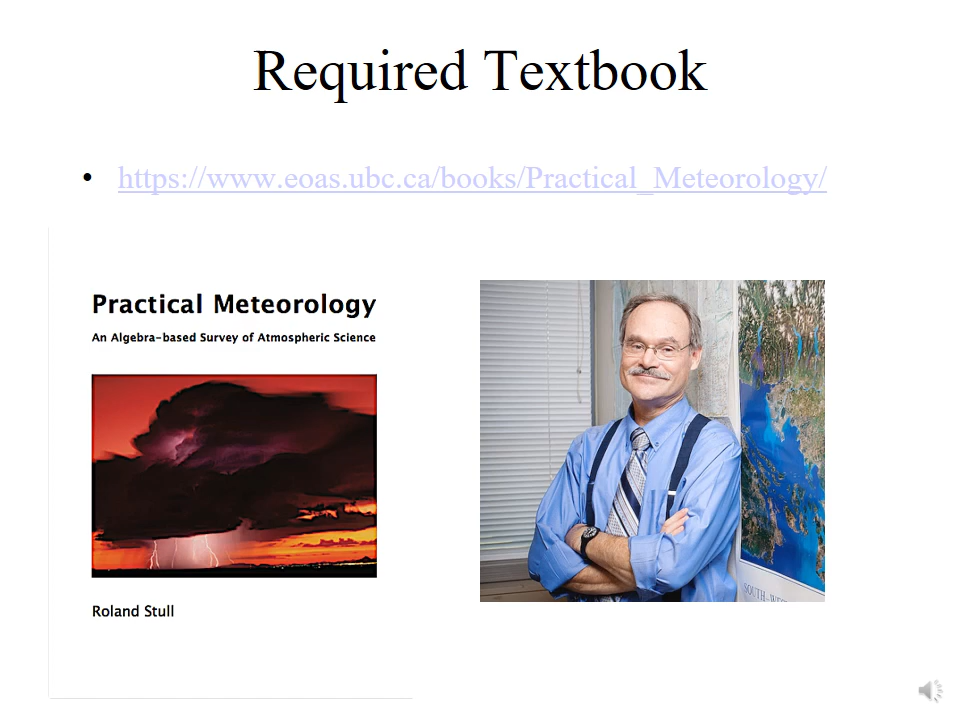 Required Textbook
• https://www.eoas.ubc.ca/books/Practical_Meteorology/
Practical Meteorology
An Algebra-based Survey of Atmospheric Science
Roland Stull